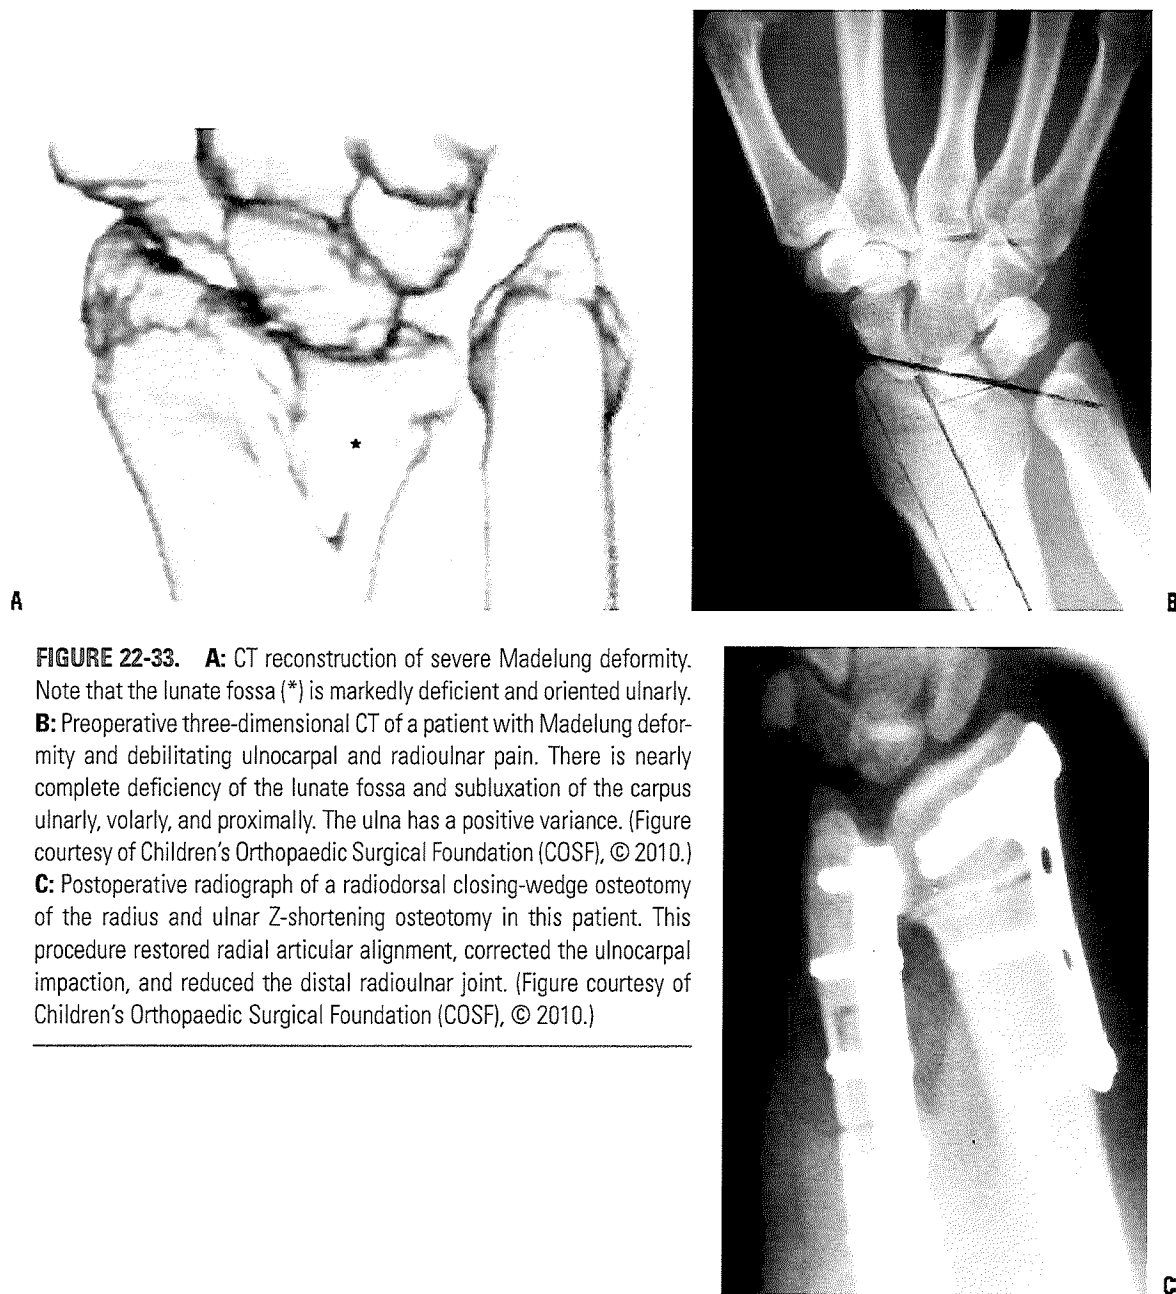 A
B
FIGURE 22-33. A: CT reconstruction of severe Madelung deformity.
Note that the lunate fossa (*) is markedly deficient and oriented ulnarly.
B: Preoperative three-dimensional CT of a patient with Madelung defor-
mity and debilitating ulnocarpal and radioulnar pain. There is nearly
complete deficiency of the lunate fossa and subluxation of the carpus
ulnarly, volarly, and proximally. The ulna has a positive variance. (Figure
courtesy of Children's Orthopaedic Surgical Foundation (COSF), © 2010.)
C: Postoperative radiograph of a radiodorsal closing-wedge osteotomy
of the radius and ulnar Z-shortening osteotomy in this patient. This
procedure restored radial articular alignment, corrected the ulnocarpal
impaction, and reduced the distal radioulnar joint. (Figure courtesy of
Children's Orthopaedic Surgical Foundation (COSF), © 2010.)
C